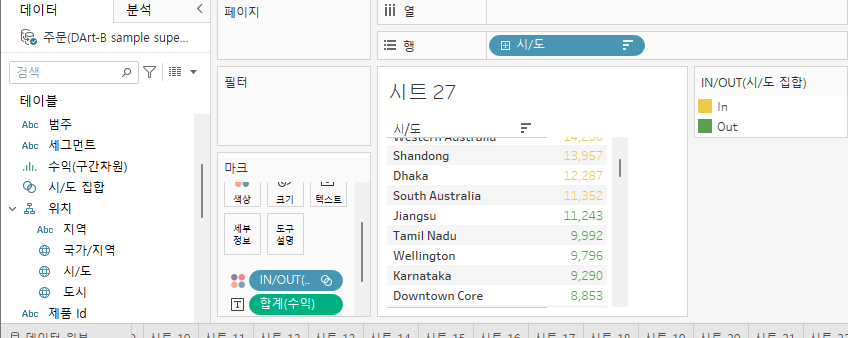 데이터
분석
주문(DArt-B sample supe...
검색
테이블
Abc 범주
Abc 세그먼트
수익(구간차원)
시/도 집합
위치
Abc 지역
국가/지역
시/도
도시
Abc 제품 Id
데이터 원본
페이지
필터
마크
색상
크기
텍스트
세부
정보
도구
설명
IN/OUT(..
합계(수익)
열
행
시/도
시트 27
시/도
Western Australia 14,256
Shandong 13,957
Dhaka 12,287
South Australia 11,352
Jiangsu 11,243
Tamil Nadu 9,992
Wellington 9,796
Karnataka 9,290
Downtown Core 8,853
IN/OUT(시/도 집합)
In
Out
시트 10
시트 11
시트 12
시트 13
시트 14
시트 15
시트 16
시트 17
시트 18
시트 19
시트 20
시트 21